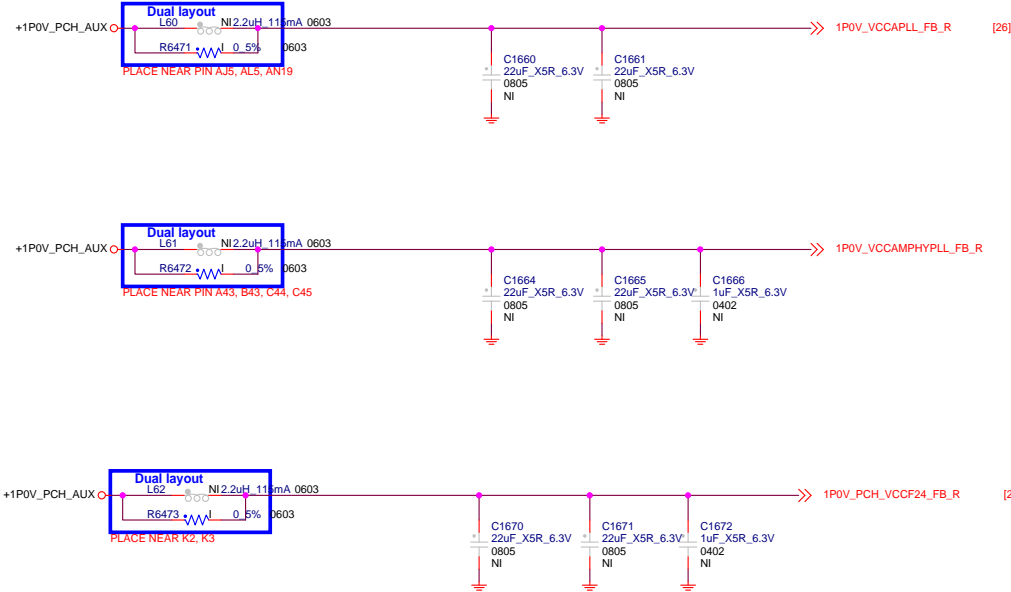 Dual layout
+1P0V_PCH_AUX L60 NI 2.2uH_115mA 0603 1P0V_VCCAPLL_FB_R [26]
R6471 I 0_5% 0603
PLACE NEAR PIN AJ5, AL5, AN19
C1660 C1661
22uF_X5R_6.3V 22uF_X5R_6.3V
0805 0805
NI NI
Dual layout
+1P0V_PCH_AUX L61 NI 2.2uH_115mA 0603 1P0V_VCCAMPHYPLL_FB_R
R6472 I 0_5% 0603
PLACE NEAR PIN A43, B43, C44, C45
C1664 C1665 C1666
22uF_X5R_6.3V 22uF_X5R_6.3V 1uF_X5R_6.3V
0805 0805 0402
NI NI NI
Dual layout
+1P0V_PCH_AUX L62 NI 2.2uH_115mA 0603 1P0V_PCH_VCCF24_FB_R [2
R6473 I 0_5% 0603
PLACE NEAR K2, K3
C1670 C1671 C1672
22uF_X5R_6.3V 22uF_X5R_6.3V 1uF_X5R_6.3V
0805 0805 0402
NI NI NI